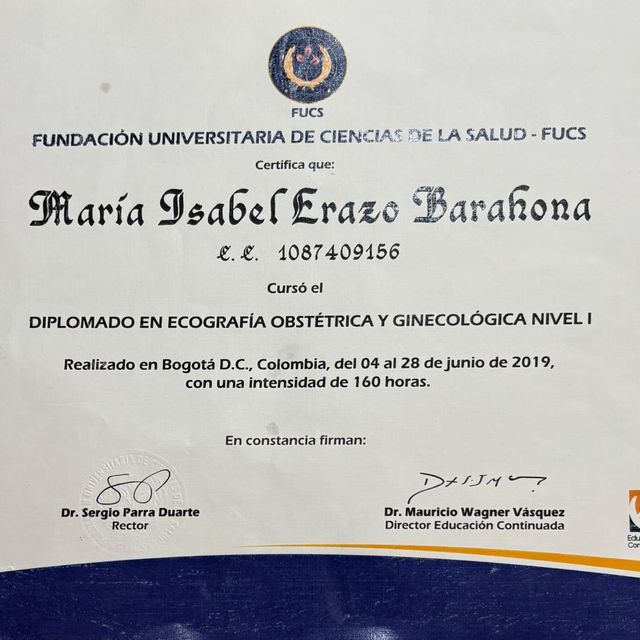 FUCS
FUNDACIÓN UNIVERSITARIA DE CIENCIAS DE LA SALUD - FUCS
Certifica que:
María Isabel Erazo Barahona
C. C. 1087409156
Cursó el
DIPLOMADO EN ECOGRAFÍA OBSTÉTRICA Y GINECOLÓGICA NIVEL I
Realizado en Bogotá D.C., Colombia, del 04 al 28 de junio de 2019,
con una intensidad de 160 horas.
En constancia firman:
Dr. Sergio Parra Duarte
Rector
Dr. Mauricio Wagner Vásquez
Director Educación Continuada
Edu
Con